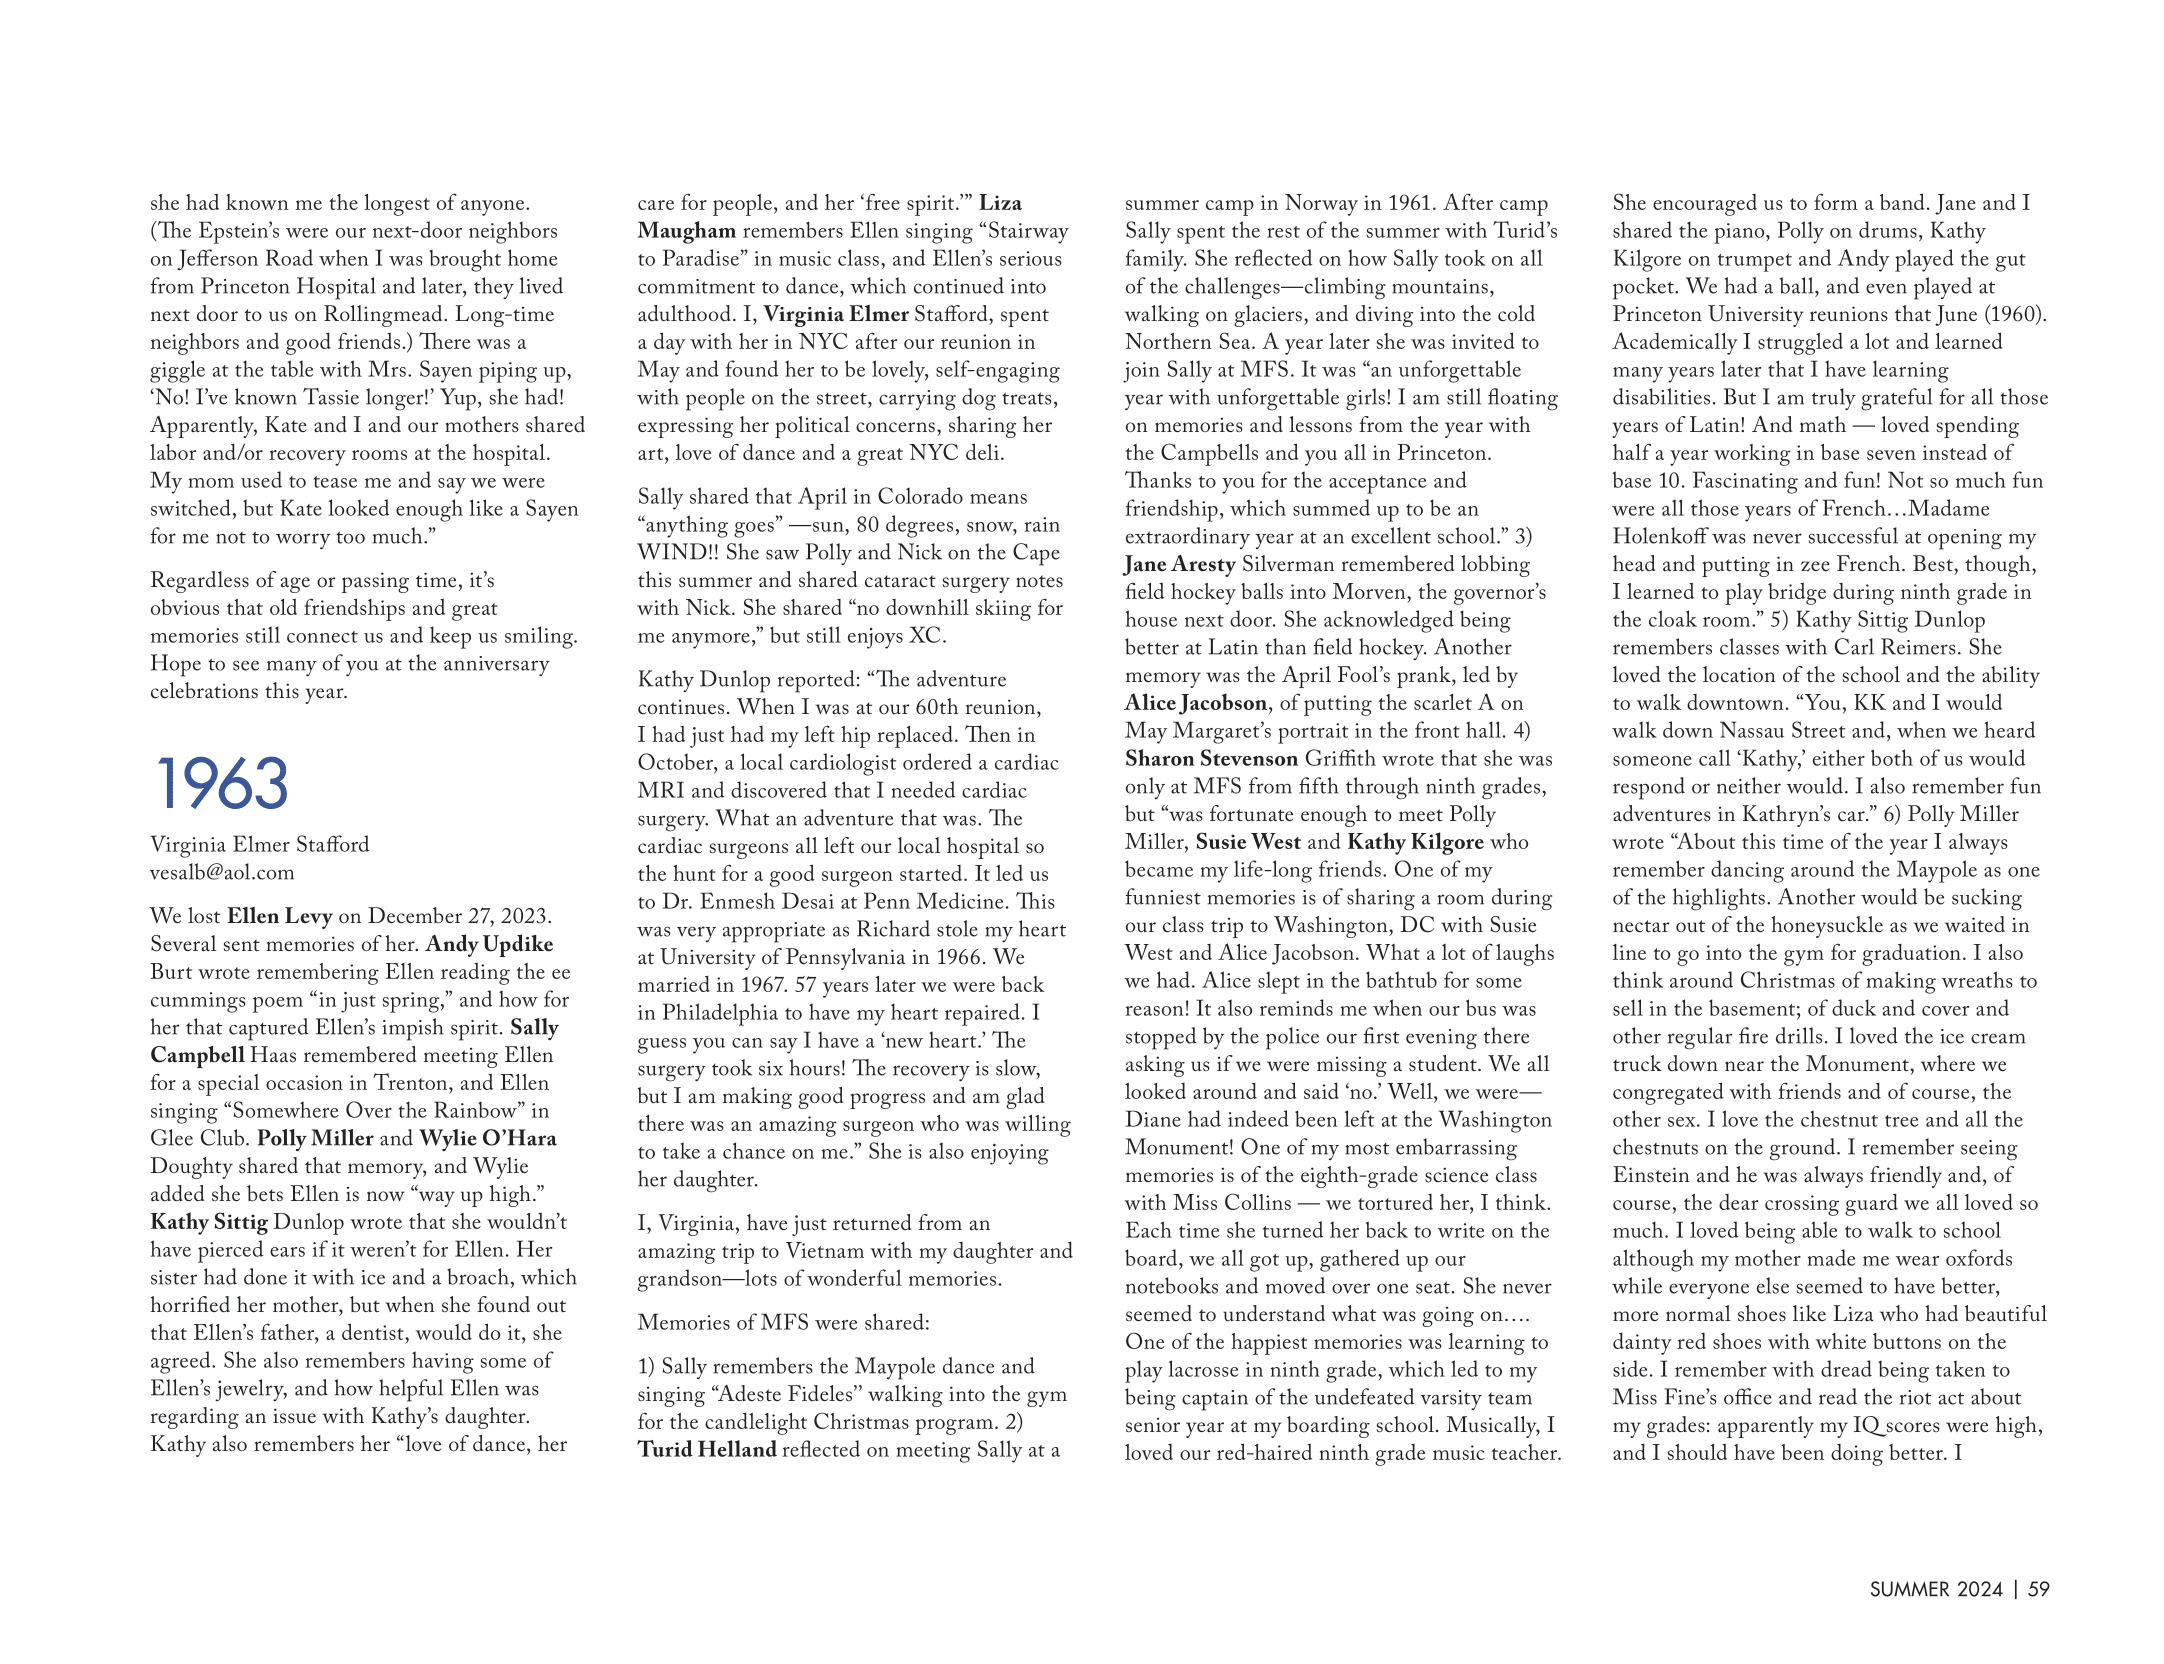 she had known me the longest of anyone.
(The Epstein’s were our next-door neighbors
on Jefferson Road when I was brought home
from Princeton Hospital and later, they lived
next door to us on Rollingmead. Long-time
neighbors and good friends.) There was a
giggle at the table with Mrs. Sayen piping up,
‘No! I’ve known Tassie longer!’ Yup, she had!
Apparently, Kate and I and our mothers shared
labor and/or recovery rooms at the hospital.
My mom used to tease me and say we were
switched, but Kate looked enough like a Sayen
for me not to worry too much.”
Regardless of age or passing time, it’s
obvious that old friendships and great
memories still connect us and keep us smiling.
Hope to see many of you at the anniversary
celebrations this year.
1963
Virginia Elmer Stafford
vesalb@aol.com
We lost Ellen Levy on December 27, 2023.
Several sent memories of her. Andy Updike
Burt wrote remembering Ellen reading the ee
cummings poem “in just spring,” and how for
her that captured Ellen’s impish spirit. Sally
Campbell Haas remembered meeting Ellen
for a special occasion in Trenton, and Ellen
singing “Somewhere Over the Rainbow” in
Glee Club. Polly Miller and Wylie O’Hara
Doughty shared that memory, and Wylie
added she bets Ellen is now “way up high.”
Kathy Sittig Dunlop wrote that she wouldn’t
have pierced ears if it weren’t for Ellen. Her
sister had done it with ice and a broach, which
horrified her mother, but when she found out
that Ellen’s father, a dentist, would do it, she
agreed. She also remembers having some of
Ellen’s jewelry, and how helpful Ellen was
regarding an issue with Kathy’s daughter.
Kathy also remembers her “love of dance, her
care for people, and her ‘free spirit.’” Liza
Maugham remembers Ellen singing “Stairway
to Paradise” in music class, and Ellen’s serious
commitment to dance, which continued into
adulthood. I, Virginia Elmer Stafford, spent
a day with her in NYC after our reunion in
May and found her to be lovely, self-engaging
with people on the street, carrying dog treats,
expressing her political concerns, sharing her
art, love of dance and a great NYC deli.
Sally shared that April in Colorado means
“anything goes” —sun, 80 degrees, snow, rain
WIND!! She saw Polly and Nick on the Cape
this summer and shared cataract surgery notes
with Nick. She shared “no downhill skiing for
me anymore,” but still enjoys XC.
Kathy Dunlop reported: “The adventure
continues. When I was at our 60th reunion,
I had just had my left hip replaced. Then in
October, a local cardiologist ordered a cardiac
MRI and discovered that I needed cardiac
surgery. What an adventure that was. The
cardiac surgeons all left our local hospital so
the hunt for a good surgeon started. It led us
to Dr. Enmesh Desai at Penn Medicine. This
was very appropriate as Richard stole my heart
at University of Pennsylvania in 1966. We
married in 1967. 57 years later we were back
in Philadelphia to have my heart repaired. I
guess you can say I have a ‘new heart.’ The
surgery took six hours! The recovery is slow,
but I am making good progress and am glad
there was an amazing surgeon who was willing
to take a chance on me.” She is also enjoying
her daughter.
I, Virginia, have just returned from an
amazing trip to Vietnam with my daughter and
grandson—lots of wonderful memories.
Memories of MFS were shared:
1) Sally remembers the Maypole dance and
singing “Adeste Fideles” walking into the gym
for the candlelight Christmas program. 2)
Turid Helland reflected on meeting Sally at a
summer camp in Norway in 1961. After camp
Sally spent the rest of the summer with Turid’s
family. She reflected on how Sally took on all
of the challenges—climbing mountains,
walking on glaciers, and diving into the cold
Northern Sea. A year later she was invited to
join Sally at MFS. It was “an unforgettable
year with unforgettable girls! I am still floating
on memories and lessons from the year with
the Campbells and you all in Princeton.
Thanks to you for the acceptance and
friendship, which summed up to be an
extraordinary year at an excellent school.” 3)
Jane Aresty Silverman remembered lobbing
field hockey balls into Morven, the governor’s
house next door. She acknowledged being
better at Latin than field hockey. Another
memory was the April Fool’s prank, led by
Alice Jacobson, of putting the scarlet A on
May Margaret’s portrait in the front hall. 4)
Sharon Stevenson Griffith wrote that she was
only at MFS from fifth through ninth grades,
but “was fortunate enough to meet Polly
Miller, Susie West and Kathy Kilgore who
became my life-long friends. One of my
funniest memories is of sharing a room during
our class trip to Washington, DC with Susie
West and Alice Jacobson. What a lot of laughs
we had. Alice slept in the bathtub for some
reason! It also reminds me when our bus was
stopped by the police our first evening there
asking us if we were missing a student. We all
looked around and said ‘no.’ Well, we were—
Diane had indeed been left at the Washington
Monument! One of my most embarrassing
memories is of the eighth-grade science class
with Miss Collins — we tortured her, I think.
Each time she turned her back to write on the
board, we all got up, gathered up our
notebooks and moved over one seat. She never
seemed to understand what was going on….
One of the happiest memories was learning to
play lacrosse in ninth grade, which led to my
being captain of the undefeated varsity team
senior year at my boarding school. Musically, I
loved our red-haired ninth grade music teacher.
She encouraged us to form a band. Jane and I
shared the piano, Polly on drums, Kathy
Kilgore on trumpet and Andy played the gut
pocket. We had a ball, and even played at
Princeton University reunions that June (1960).
Academically I struggled a lot and learned
many years later that I have learning
disabilities. But I am truly grateful for all those
years of Latin! And math — loved spending
half a year working in base seven instead of
base 10. Fascinating and fun! Not so much fun
were all those years of French…Madame
Holenkoff was never successful at opening my
head and putting in zee French. Best, though,
I learned to play bridge during ninth grade in
the cloak room.” 5) Kathy Sittig Dunlop
remembers classes with Carl Reimers. She
loved the location of the school and the ability
to walk downtown. “You, KK and I would
walk down Nassau Street and, when we heard
someone call ‘Kathy,’ either both of us would
respond or neither would. I also remember fun
adventures in Kathryn’s car.” 6) Polly Miller
wrote “About this time of the year I always
remember dancing around the Maypole as one
of the highlights. Another would be sucking
nectar out of the honeysuckle as we waited in
line to go into the gym for graduation. I also
think around Christmas of making wreaths to
sell in the basement; of duck and cover and
other regular fire drills. I loved the ice cream
truck down near the Monument, where we
congregated with friends and of course, the
other sex. I love the chestnut tree and all the
chestnuts on the ground. I remember seeing
Einstein and he was always friendly and, of
course, the dear crossing guard we all loved so
much. I loved being able to walk to school
although my mother made me wear oxfords
while everyone else seemed to have better,
more normal shoes like Liza who had beautiful
dainty red shoes with white buttons on the
side. I remember with dread being taken to
Miss Fine’s office and read the riot act about
my grades: apparently my IQ scores were high,
and I should have been doing better. I
SUMMER 2024 | 59